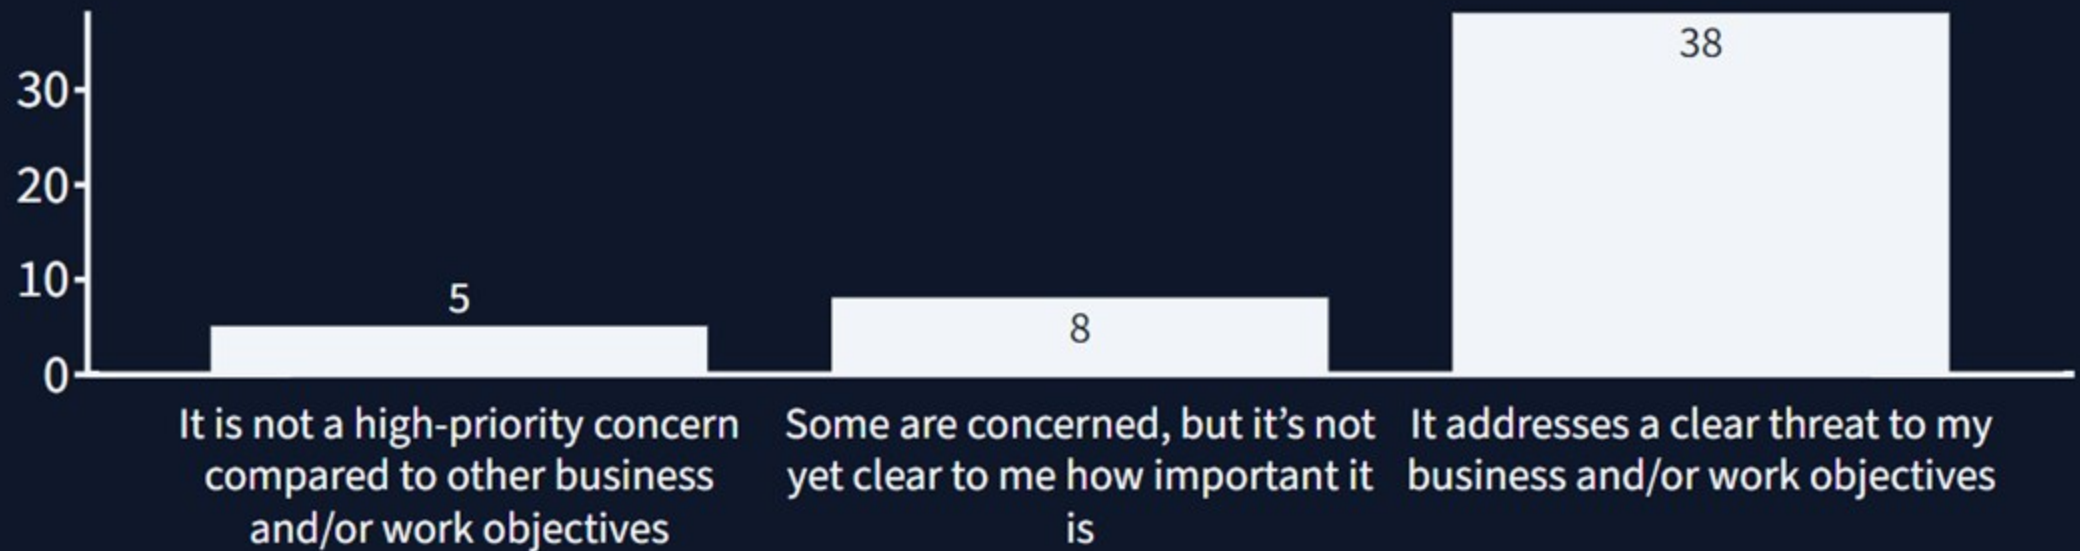 38
30
20
10
5
8
0
It is not a high-priority concern
compared to other business
and/or work objectives
Some are concerned, but it’s not
yet clear to me how important it
is
It addresses a clear threat to my
business and/or work objectives